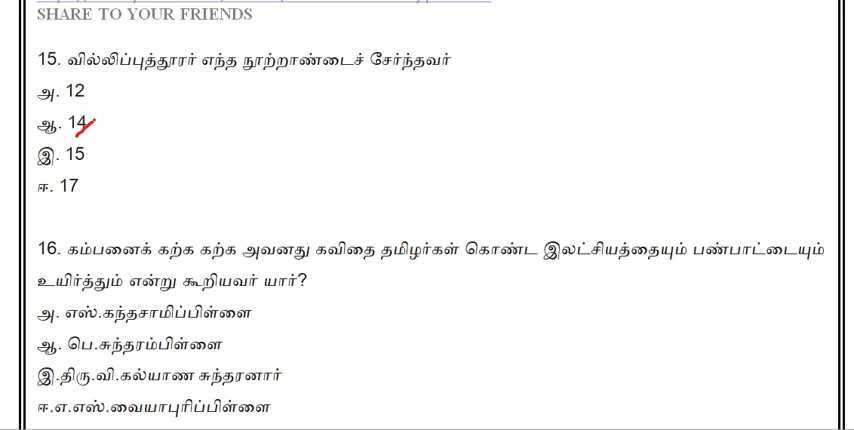 SHARE TO YOUR FRIENDS
15. வில்லிப்புத்தூரர் எந்த நூற்றாண்டைச் சேர்ந்தவர்
அ. 12
ஆ. 14
இ. 15
ஈ. 17
16. கம்பனைக் கற்க கற்க அவனது கவிதை தமிழர்கள் கொண்ட இலட்சியத்தையும் பண்பாட்டையும்
உயிர்த்தும் என்று கூறியவர் யார்?
அ. எஸ்.கந்தசாமிப்பிள்ளை
ஆ. பெ.சுந்தரம்பிள்ளை
இ.திரு.வி.கல்யாண சுந்தரனார்
ஈ.எ.எஸ்.வையாபுரிப்பிள்ளை